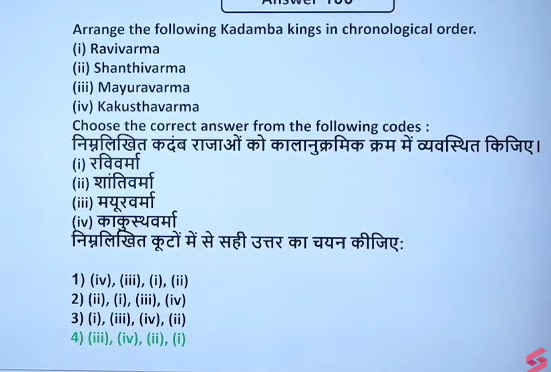 Arrange the following Kadamba kings in chronological order.
(i) Ravivarma
(ii) Shanthivarma
(iii) Mayuravarma
(iv) Kakusthavarma
Choose the correct answer from the following codes :
निम्नलिखित कदंब राजाओं को कालानुक्रमिक क्रम में व्यवस्थित किजिए।
(i) रविवर्मा
(ii) शांतिवर्मा
(iii) मयूरवर्मा
(iv) काकुस्थवर्मा
निम्नलिखित कूटों में से सही उत्तर का चयन कीजिए:
1) (iv), (iii), (i), (ii)
2) (ii), (i), (iii), (iv)
3) (i), (iii), (iv), (ii)
4) (iii), (iv), (ii), (i)